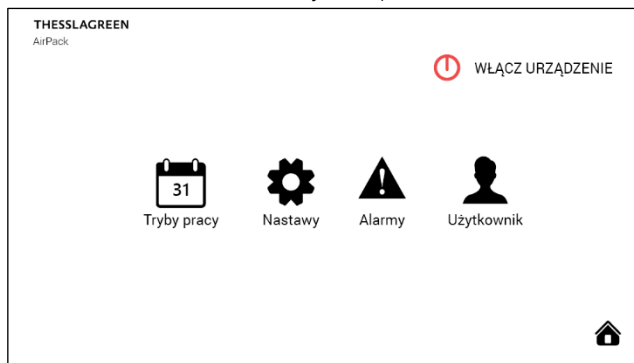 THESSLAGREEN
AirPack
WŁĄCZ URZĄDZENIE
31
Tryby pracy
Nastawy
Alarmy
Użytkownik